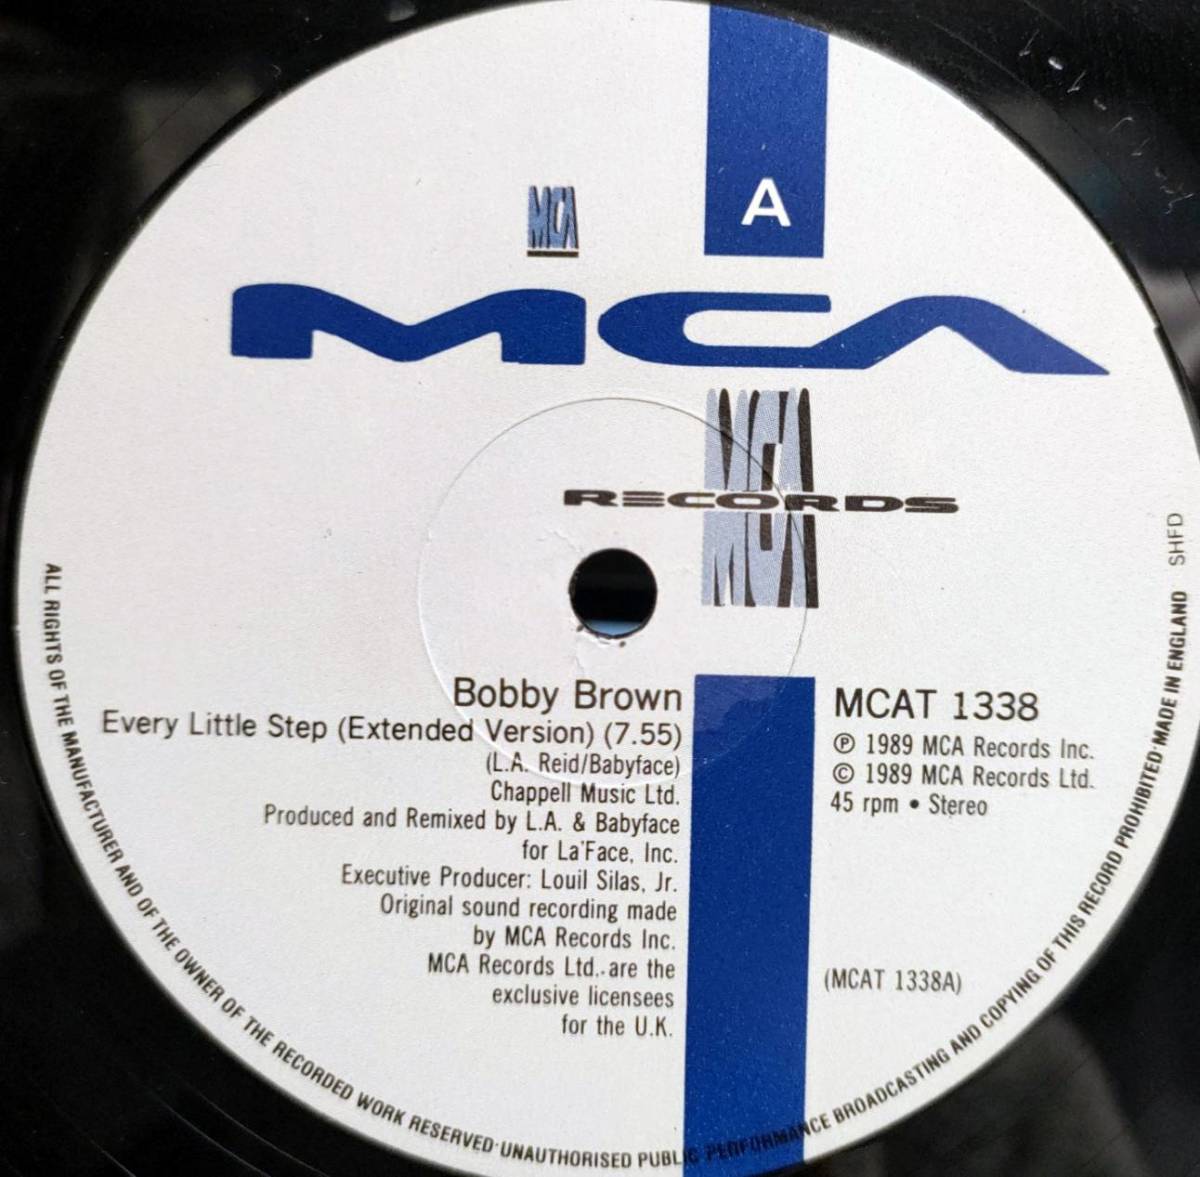 A
MCA
MCA
MCA
RECORDS
MCA
Bobby Brown
Every Little Step (Extended Version) (7.55)
(L.A. Reid/Babyface)
Chappell Music Ltd.
Produced and Remixed by L.A. & Babyface
for La'Face, Inc.
Executive Producer: Louil Silas, Jr.
Original sound recording made
by MCA Records Inc.
MCA Records Ltd. are the
exclusive licensees
for the U.K.
MCAT 1338
℗ 1989 MCA Records Inc.
© 1989 MCA Records Ltd.
45 rpm • Stereo
(MCAT 1338A)
ALL RIGHTS OF THE MANUFACTURER AND OF THE OWNER OF THE RECORDED WORK RESERVED·UNAUTHORISED PUBLIC PERFORMANCE BROADCASTING AND COPYING OF THIS RECORD PROHIBITED·MADE IN ENGLAND SHFD